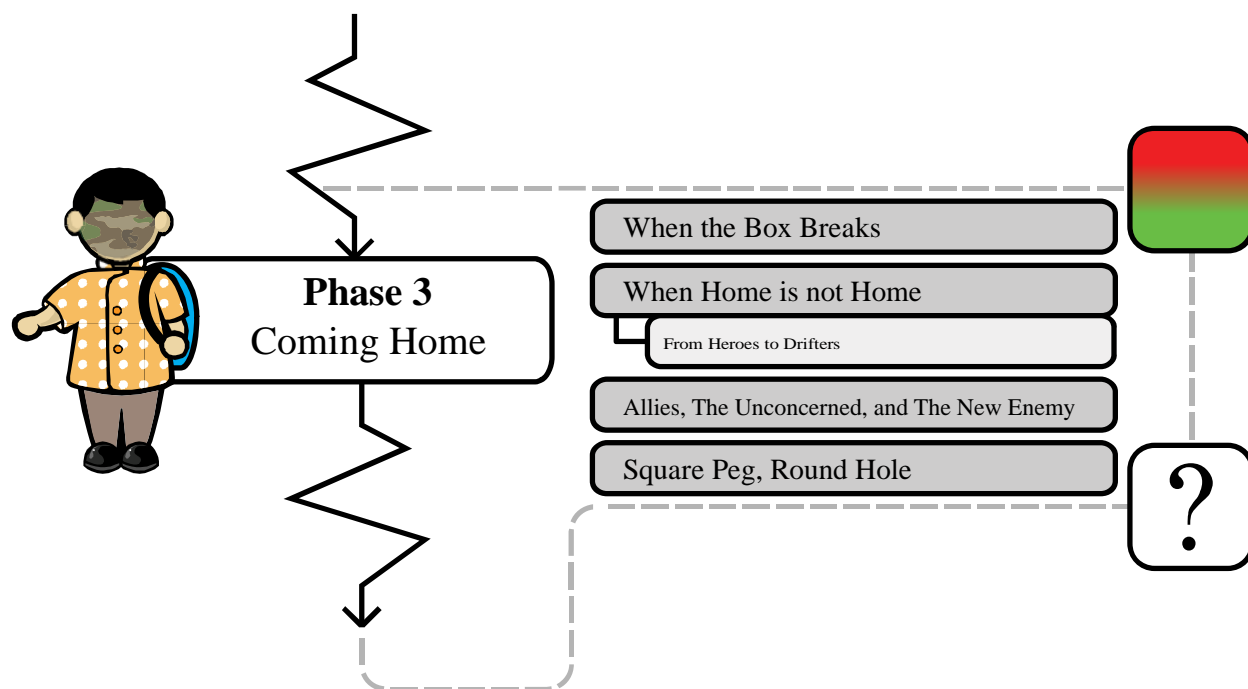 Phase 3
Coming Home
When the Box Breaks
When Home is not Home
From Heroes to Drifters
Allies, The Unconcerned, and The New Enemy
Square Peg, Round Hole
?